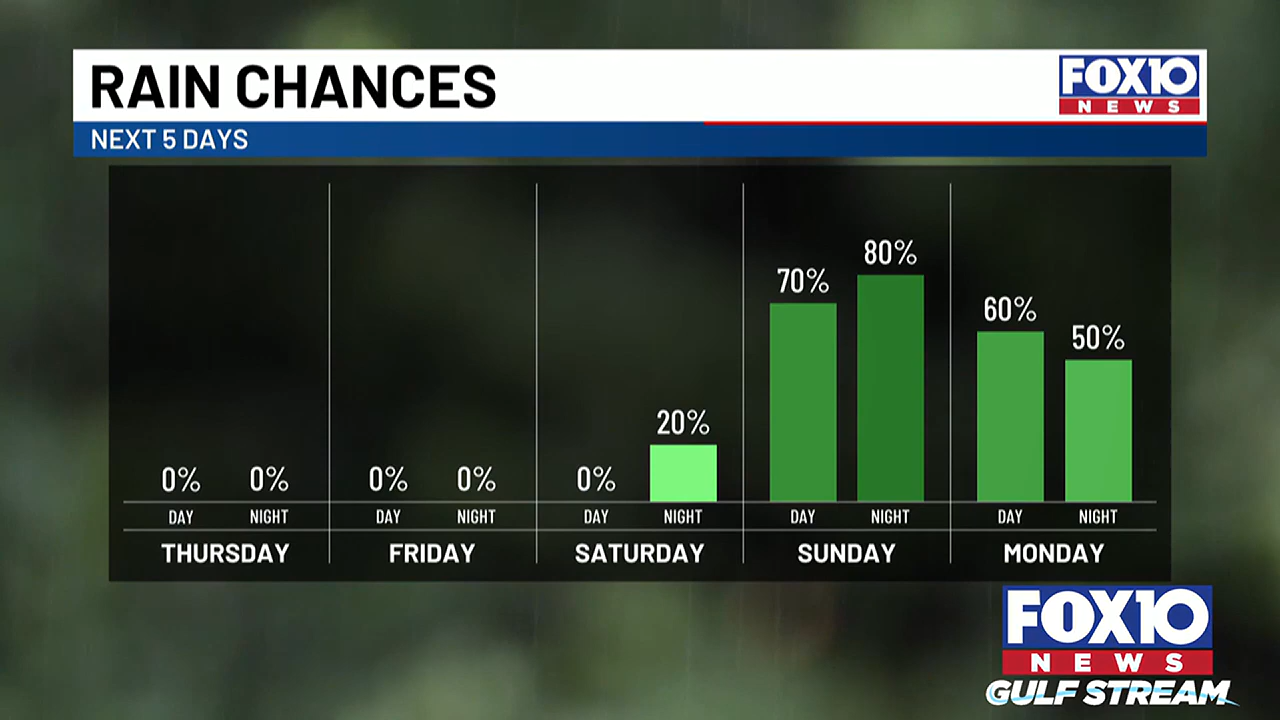 RAIN CHANCES
FOX10
NEWS
NEXT 5 DAYS
0% 0% 0% 0% 0% 20% 70% 80% 60% 50%
DAY NIGHT DAY NIGHT DAY NIGHT DAY NIGHT DAY NIGHT
THURSDAY FRIDAY SATURDAY SUNDAY MONDAY
FOX10
NEWS
GULF STREAM